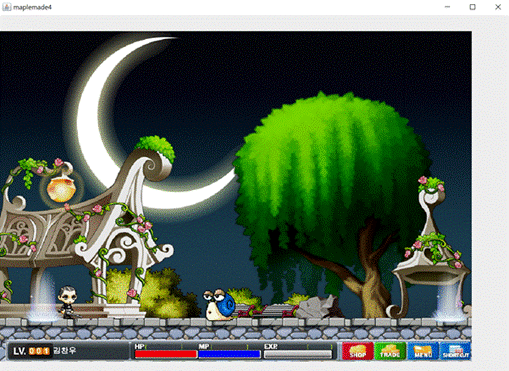 maplemade4
LV. 001 김찬우
HP
MP
EXP
SHOP
TRADE
MENU
SHORTCUT